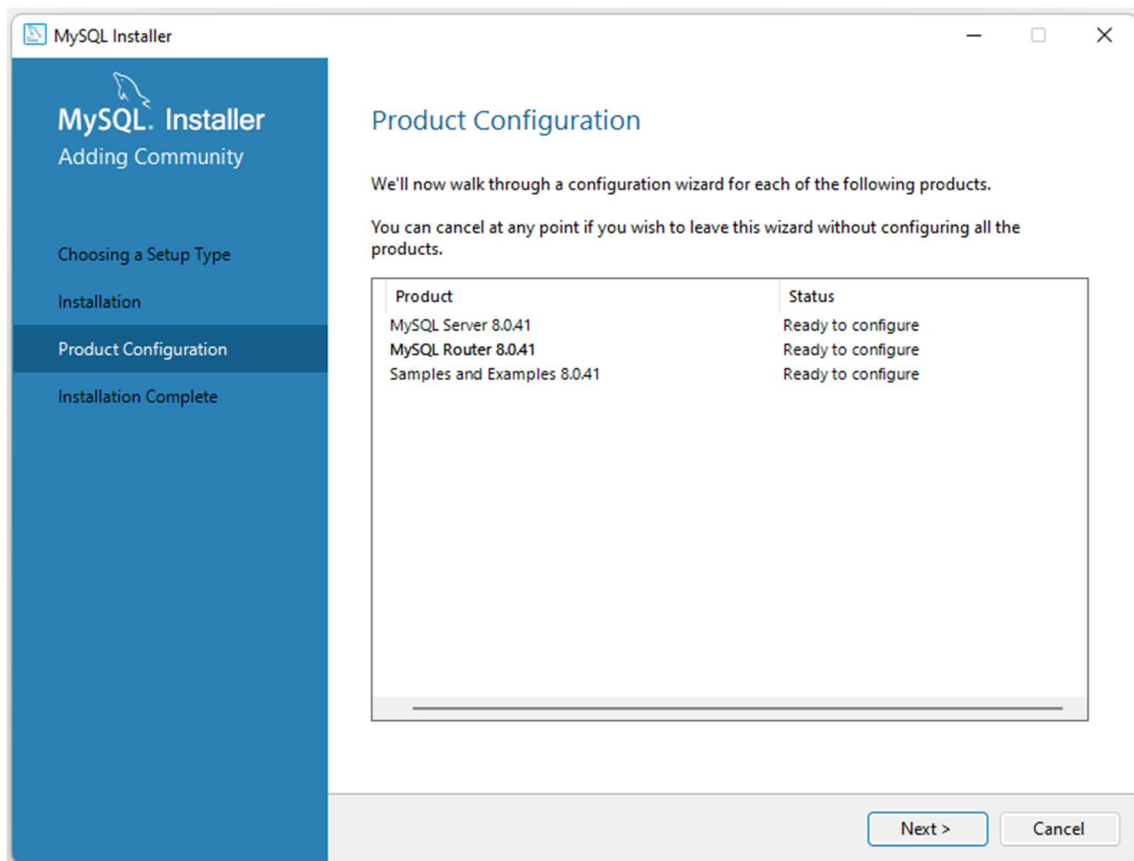 MySQL Installer
MySQL. Installer
Adding Community
Choosing a Setup Type
Installation
Product Configuration
Installation Complete
Product Configuration
We'll now walk through a configuration wizard for each of the following products.
You can cancel at any point if you wish to leave this wizard without configuring all the
products.
Product Status
MySQL Server 8.0.41 Ready to configure
MySQL Router 8.0.41 Ready to configure
Samples and Examples 8.0.41 Ready to configure
Next > Cancel